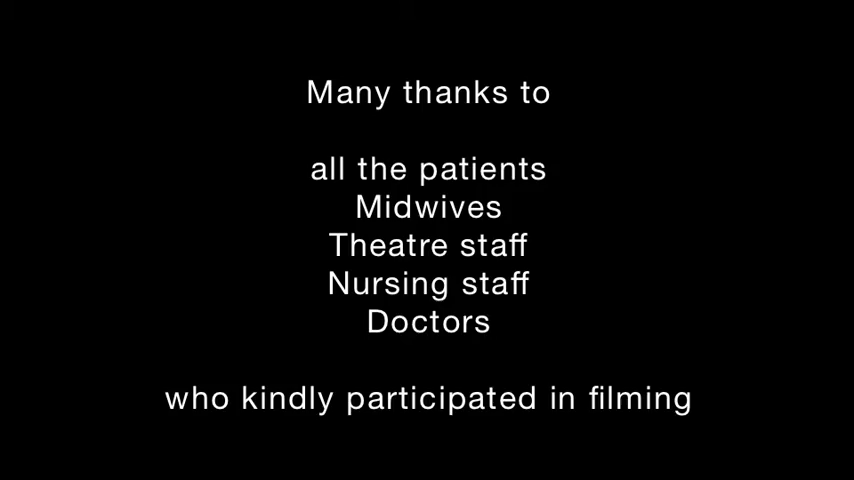 Many thanks to
all the patients
Midwives
Theatre staff
Nursing staff
Doctors
who kindly participated in filming